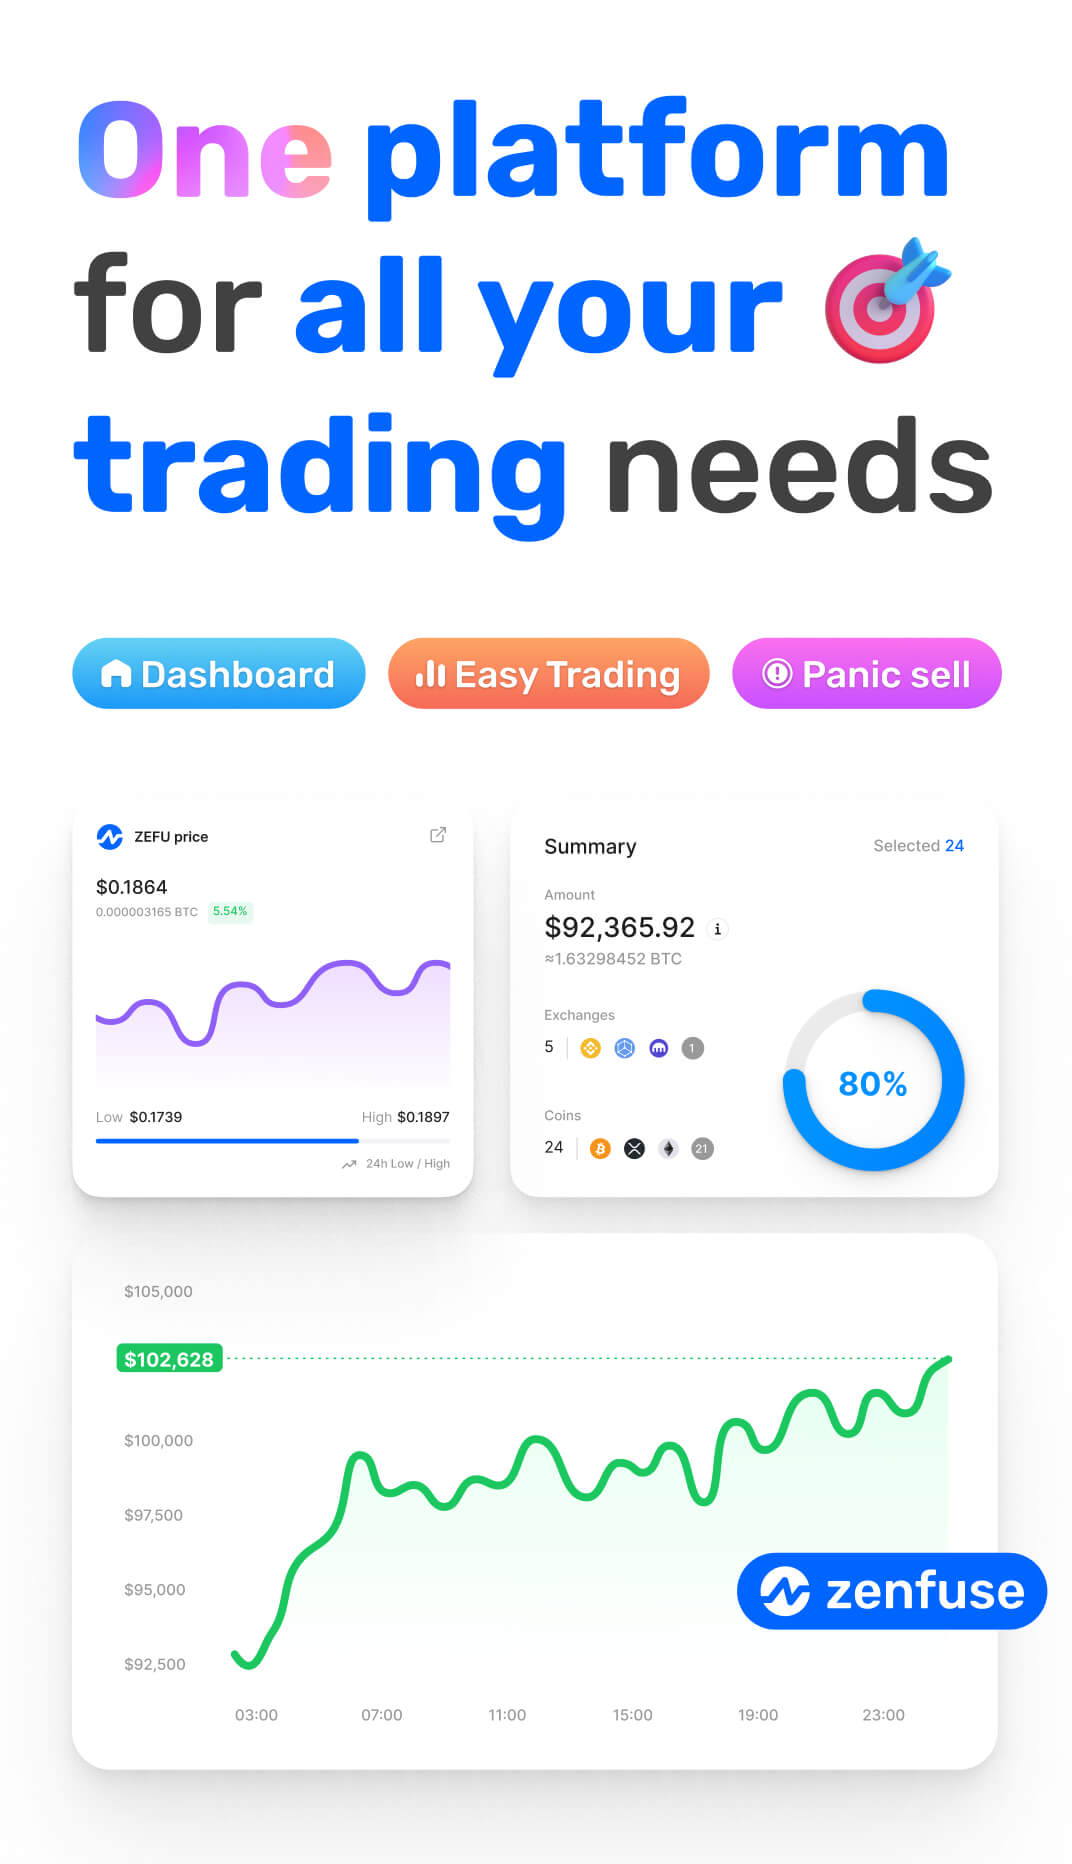 One platform
for all your
trading needs
Dashboard
Easy Trading
Panic sell
ZEFU price
$0.1864
0.000003165 BTC 5.54%
Low $0.1739
High $0.1897
24h Low / High
Summary
Selected 24
Amount
$92,365.92
≈1.63298452 BTC
Exchanges
5
1
80%
Coins
24
21
$105,000
$102,628
$100,000
$97,500
$95,000
$92,500
zenfuse
03:00 07:00 11:00 15:00 19:00 23:00